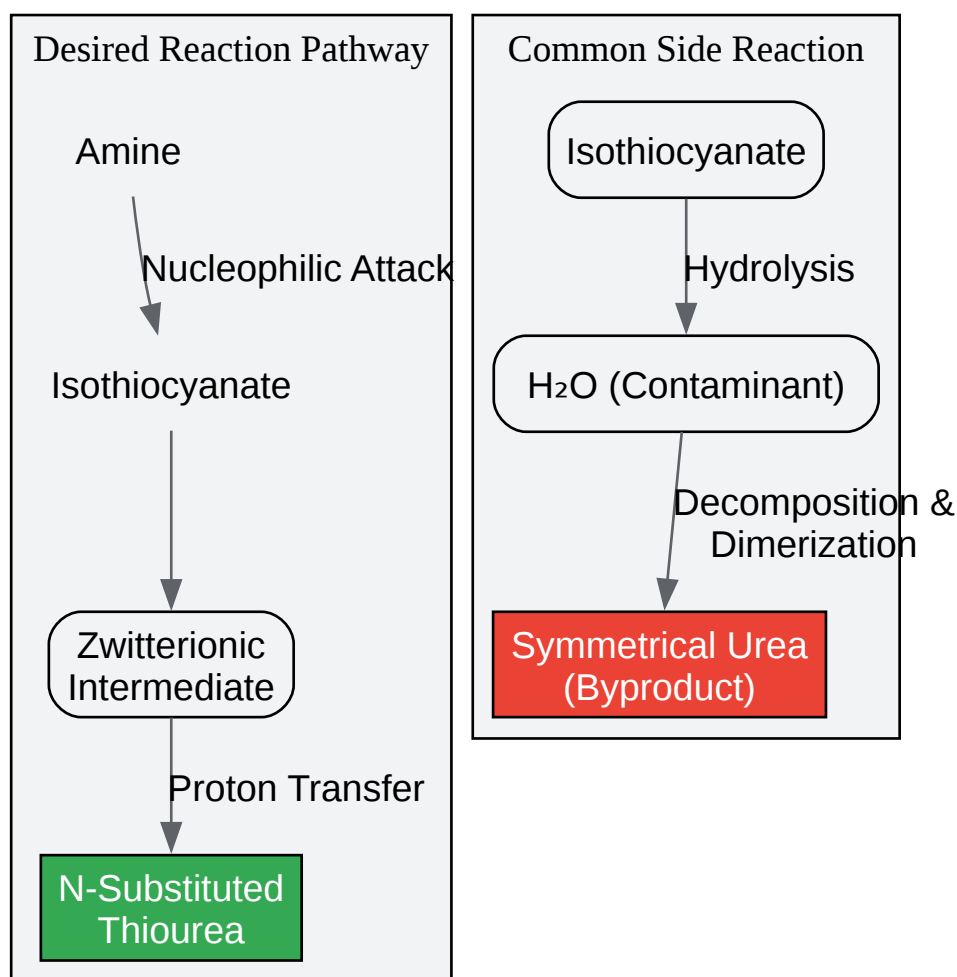 Desired Reaction Pathway
Amine
Nucleophilic Attack
Isothiocyanate
Zwitterionic
Intermediate
Proton Transfer
N-Substituted
Thiourea
Common Side Reaction
Isothiocyanate
Hydrolysis
H₂O (Contaminant)
Decomposition &
Dimerization
Symmetrical Urea
(Byproduct)